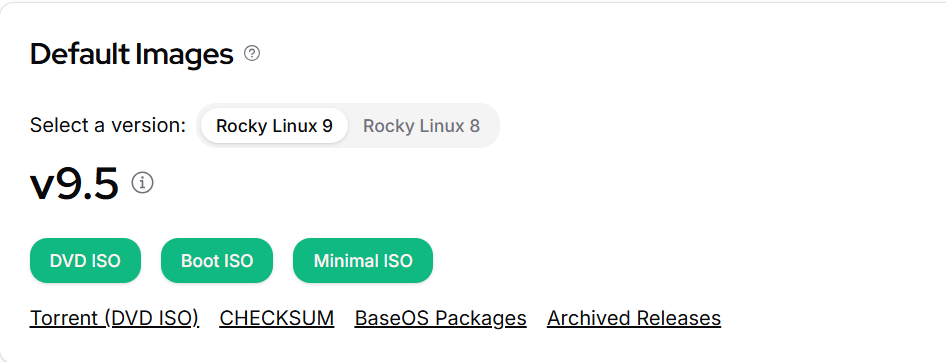 Default Images
Select a version: Rocky Linux 9 Rocky Linux 8
v9.5
DVD ISO Boot ISO Minimal ISO
Torrent (DVD ISO) CHECKSUM BaseOS Packages Archived Releases